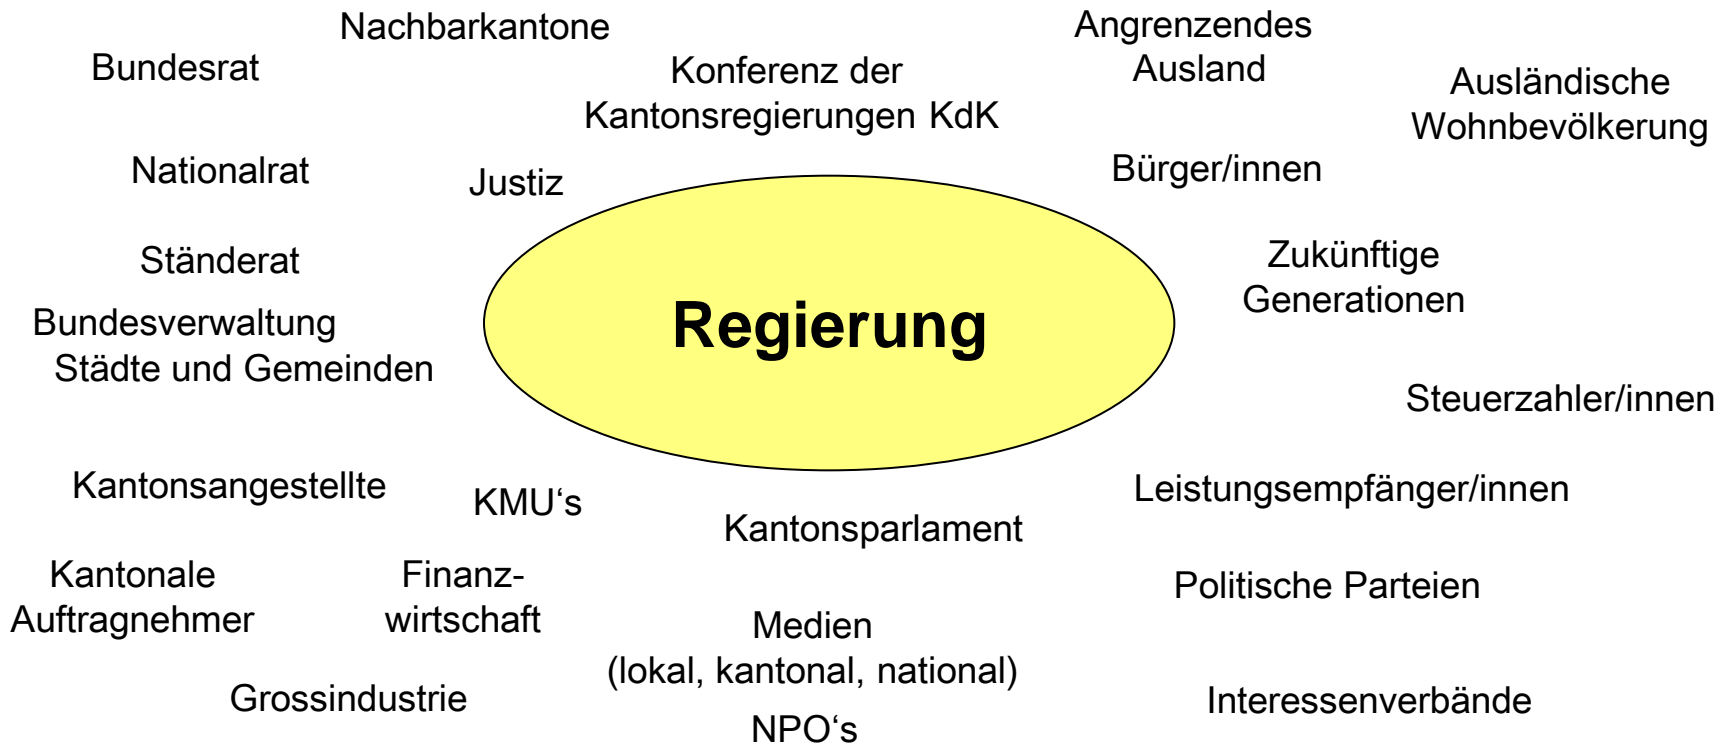 Nachbarkantone
Angrenzendes
Ausland
Bundesrat
Konferenz der
Kantonsregierungen KdK
Ausländische
Wohnbevölkerung
Nationalrat
Justiz
Bürger/innen
Ständerat
Zukünftige
Generationen
Bundesverwaltung
Regierung
Städte und Gemeinden
Steuerzahler/innen
Kantonsangestellte
KMU‘s
Leistungsempfänger/innen
Kantonsparlament
Kantonale
Auftragnehmer
Finanz-
wirtschaft
Politische Parteien
Medien
(lokal, kantonal, national)
Grossindustrie
Interessenverbände
NPO‘s